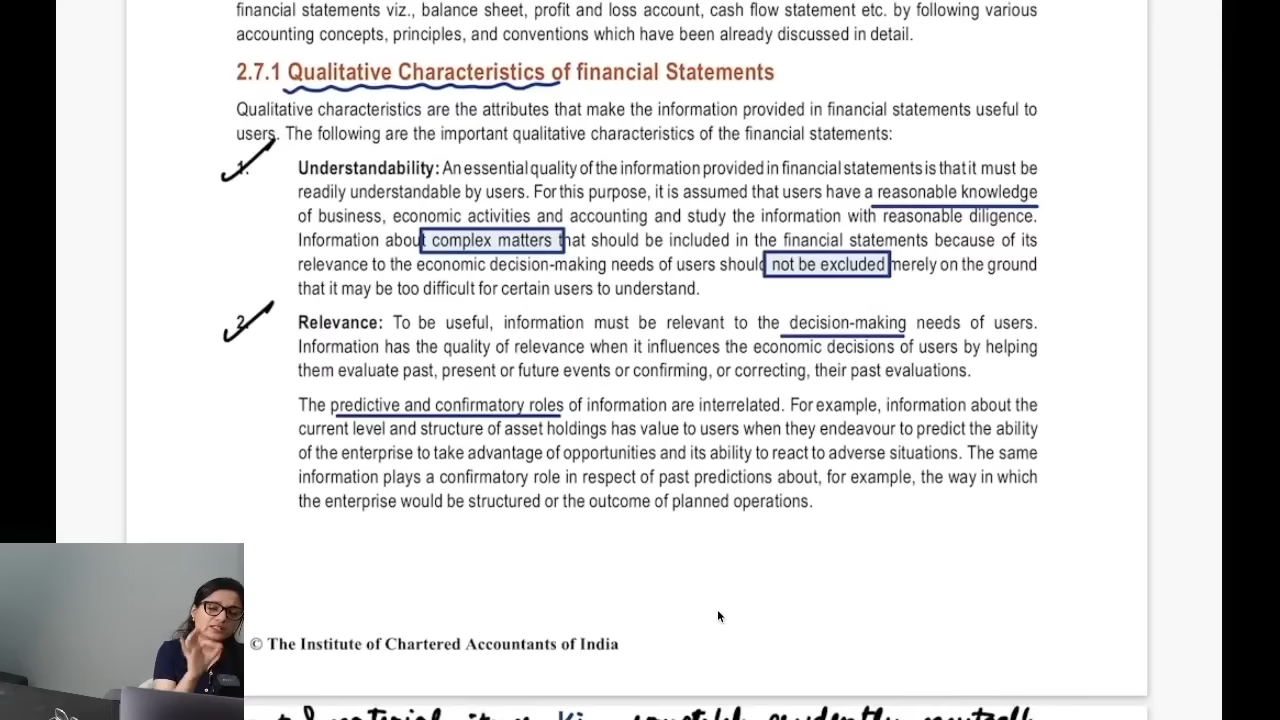 financial statements viz., balance sheet, profit and loss account, cash flow statement etc. by following various
accounting concepts, principles, and conventions which have been already discussed in detail.
2.7.1 Qualitative Characteristics of financial Statements
Qualitative characteristics are the attributes that make the information provided in financial statements useful to
users. The following are the important qualitative characteristics of the financial statements:
1. Understandability: An essential quality of the information provided in financial statements is that it must be
readily understandable by users. For this purpose, it is assumed that users have a reasonable knowledge
of business, economic activities and accounting and study the information with reasonable diligence.
Information about complex matters that should be included in the financial statements because of its
relevance to the economic decision-making needs of users should not be excluded merely on the ground
that it may be too difficult for certain users to understand.
2. Relevance: To be useful, information must be relevant to the decision-making needs of users.
Information has the quality of relevance when it influences the economic decisions of users by helping
them evaluate past, present or future events or confirming, or correcting, their past evaluations.
The predictive and confirmatory roles of information are interrelated. For example, information about the
current level and structure of asset holdings has value to users when they endeavour to predict the ability
of the enterprise to take advantage of opportunities and its ability to react to adverse situations. The same
information plays a confirmatory role in respect of past predictions about, for example, the way in which
the enterprise would be structured or the outcome of planned operations.
© The Institute of Chartered Accountants of India